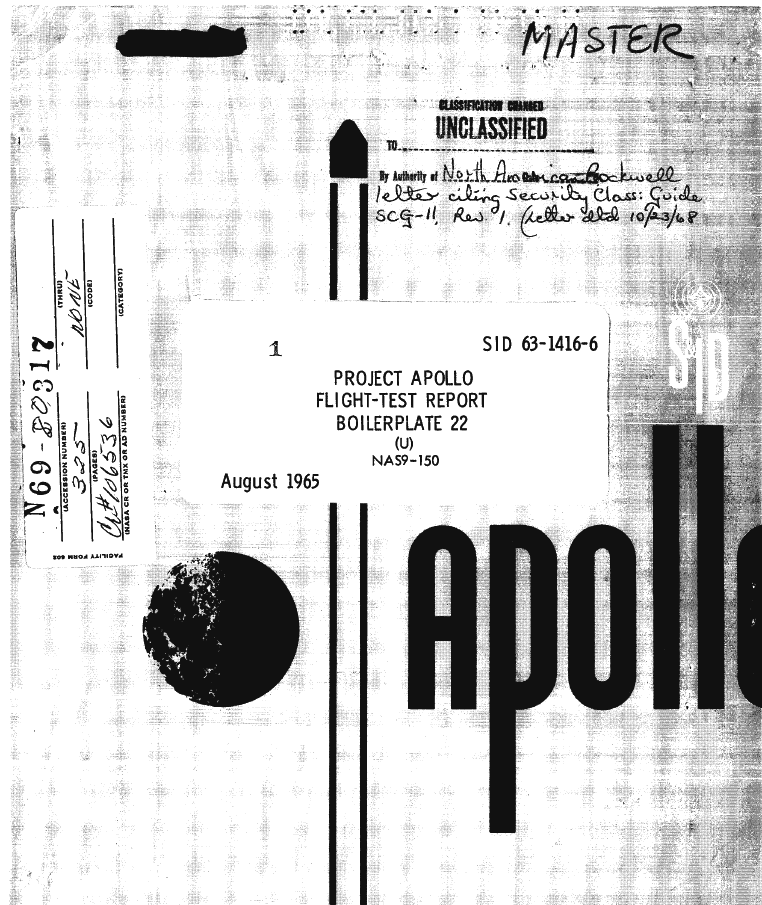 MASTER
CLASSIFICATION CHANGED
UNCLASSIFIED
TO
By Authority of North American Rockwell
letter citing Security Class: Guide
SCG-11, Rev. 1. (letter dtd 10/23/68
N69-80317
(ACCESSION NUMBER)
(THRU)
325
NONE
(PAGES)
(CODE)
CR#106536
(NASA CR OR TMX OR AD NUMBER)
(CATEGORY)
FACILITY FORM 602
1
SID 63-1416-6
PROJECT APOLLO
FLIGHT-TEST REPORT
BOILERPLATE 22
(U)
NAS9-150
August 1965
S&ID
apollo